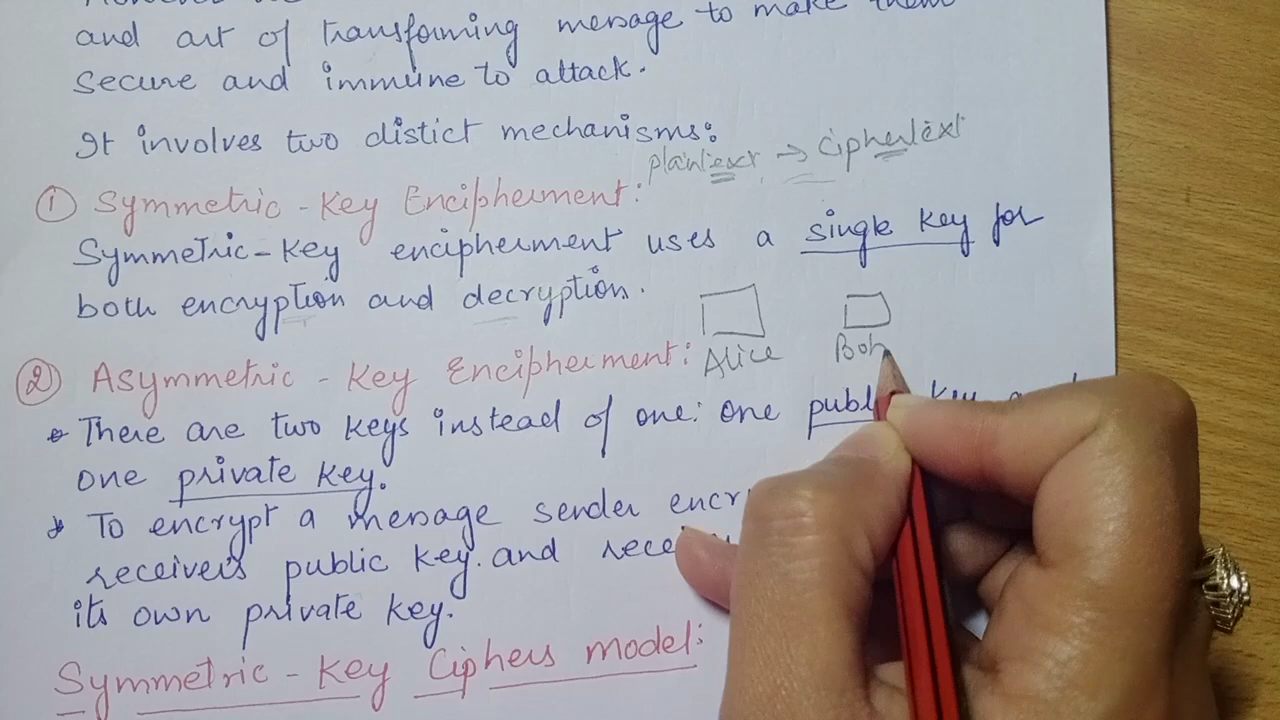 and art of transforming message to make them
secure and immune to attack.
It involves two distict mechanisms:
plaintext → ciphertext
① Symmetric - Key Encipherment:
Symmetric - Key encipherment uses a single key for
both encryption and decryption.
② Asymmetric - Key Encipherment:
Alice Bob
There are two keys instead of one: one publ key
one private key.
To encrypt a message sender encr
receivers public key. and rece
its own private key.
Symmetric - Key Ciphers model: